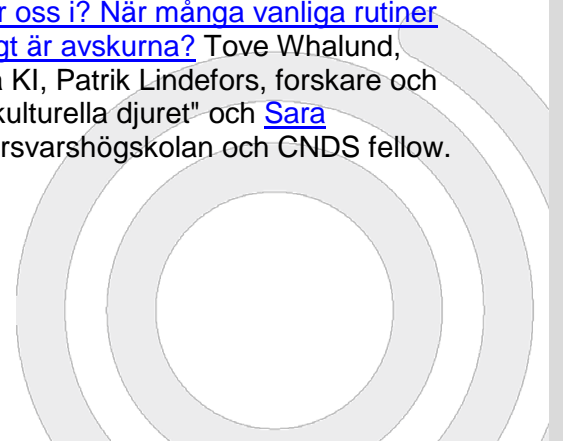 r oss i? När många vanliga rutiner
gt är avskurna? Tove Whalund,
a KI, Patrik Lindefors, forskare och
kulturella djuret" och Sara
rsvarshögskolan och CNDS fellow.